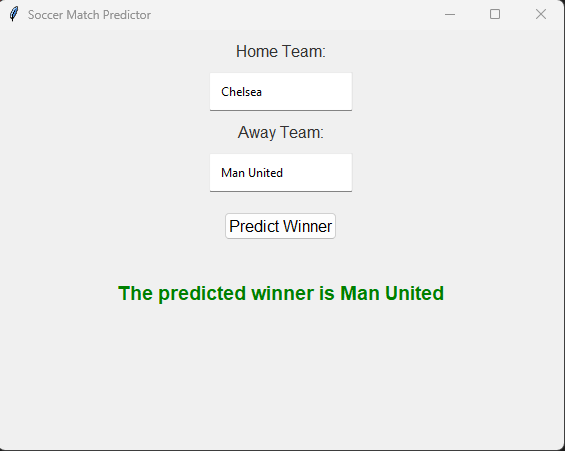 Soccer Match Predictor
Home Team:
Chelsea
Away Team:
Man United
Predict Winner
The predicted winner is Man United